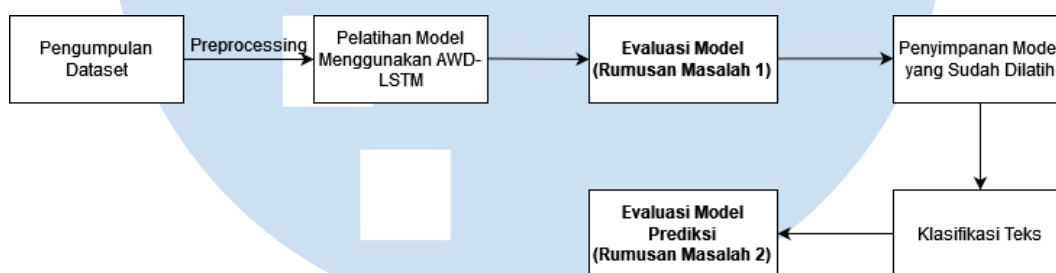 Pengumpulan
Dataset
Preprocessing
Pelatihan Model
Menggunakan AWD-
LSTM
Evaluasi Model
(Rumusan Masalah 1)
Penyimpanan Model
yang Sudah Dilatih
Klasifikasi Teks
Evaluasi Model
Prediksi
(Rumusan Masalah 2)